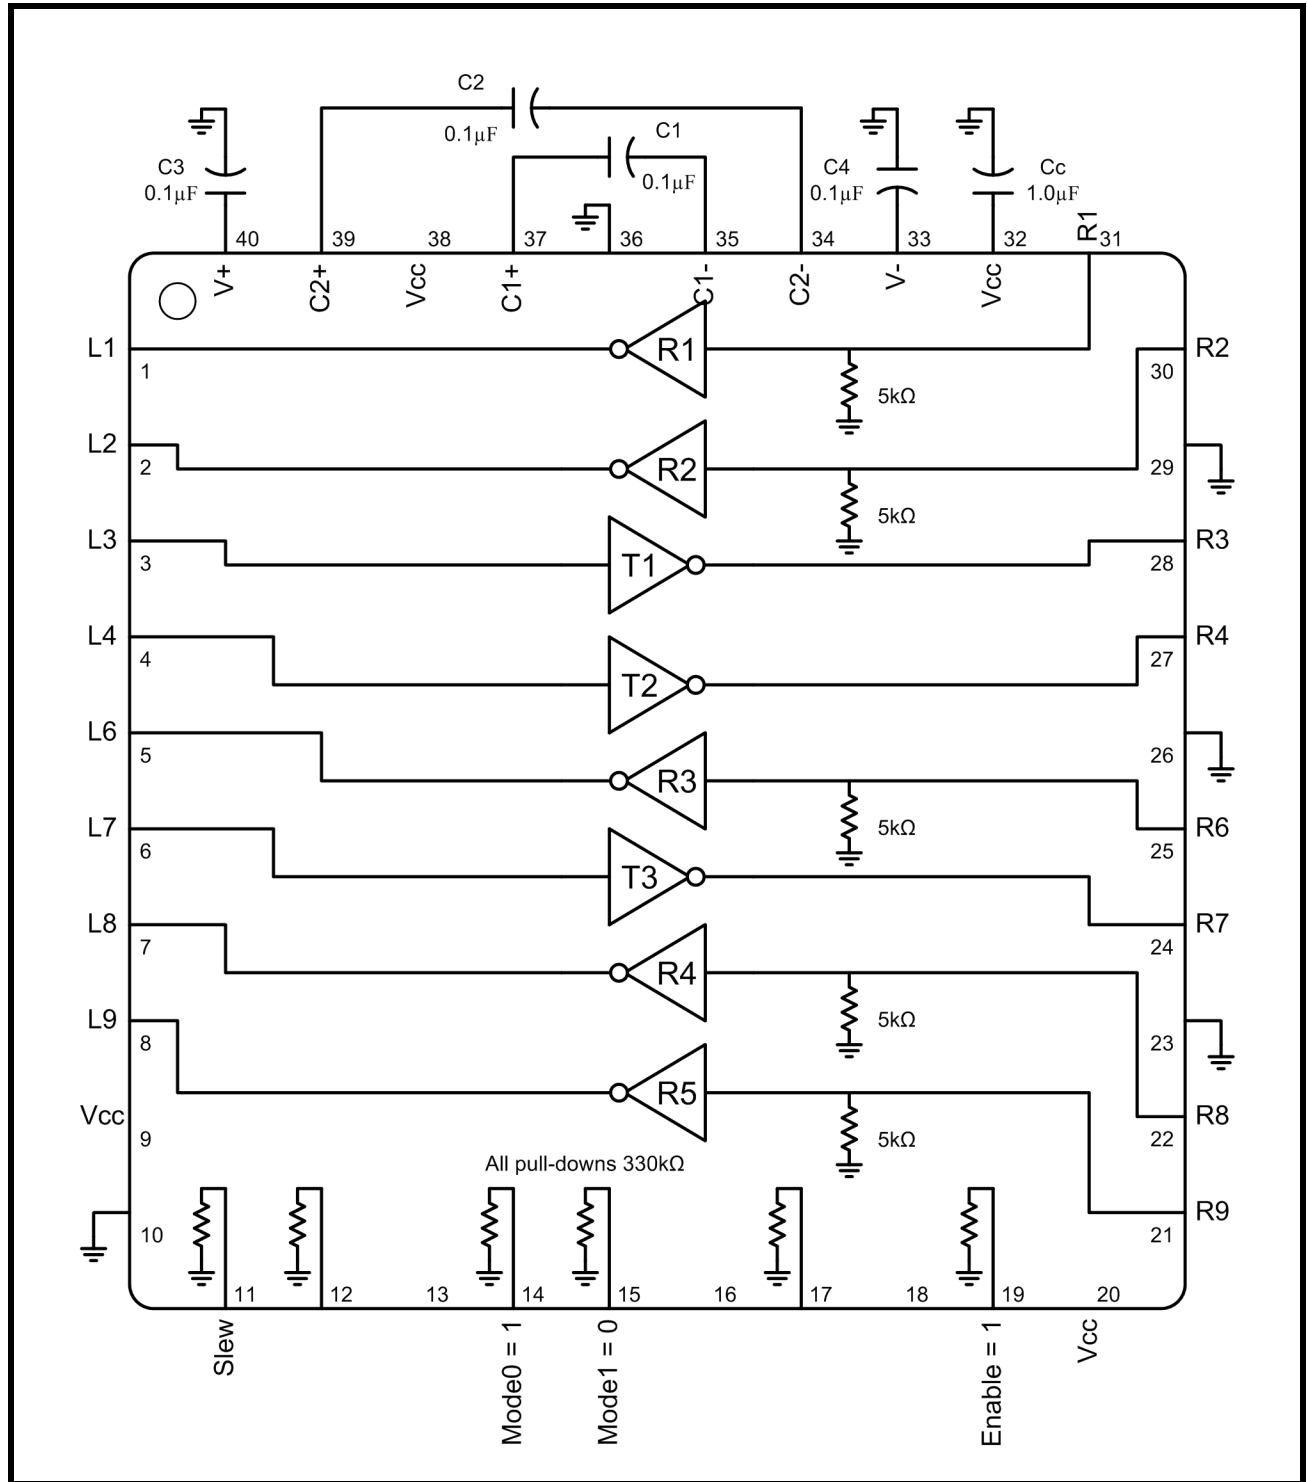 C2
0.1µF
C1
0.1µF
C3
0.1µF
C4
0.1µF
Cc
1.0µF
40
39
38
37
36
35
34
33
32
R1
31
V+
C2+
Vcc
C1+
C1-
C2-
V-
Vcc
L1
1
R1
5kΩ
R2
30
L2
2
R2
5kΩ
29
L3
3
T1
R3
28
L4
4
T2
R4
27
L6
5
R3
5kΩ
26
L7
6
T3
R6
25
L8
7
R4
5kΩ
R7
24
L9
8
R5
5kΩ
23
Vcc
9
R8
22
All pull-downs 330kΩ
10
R9
21
11
12
13
14
15
16
17
18
19
20
Slew
Mode0 = 1
Mode1 = 0
Enable = 1
Vcc